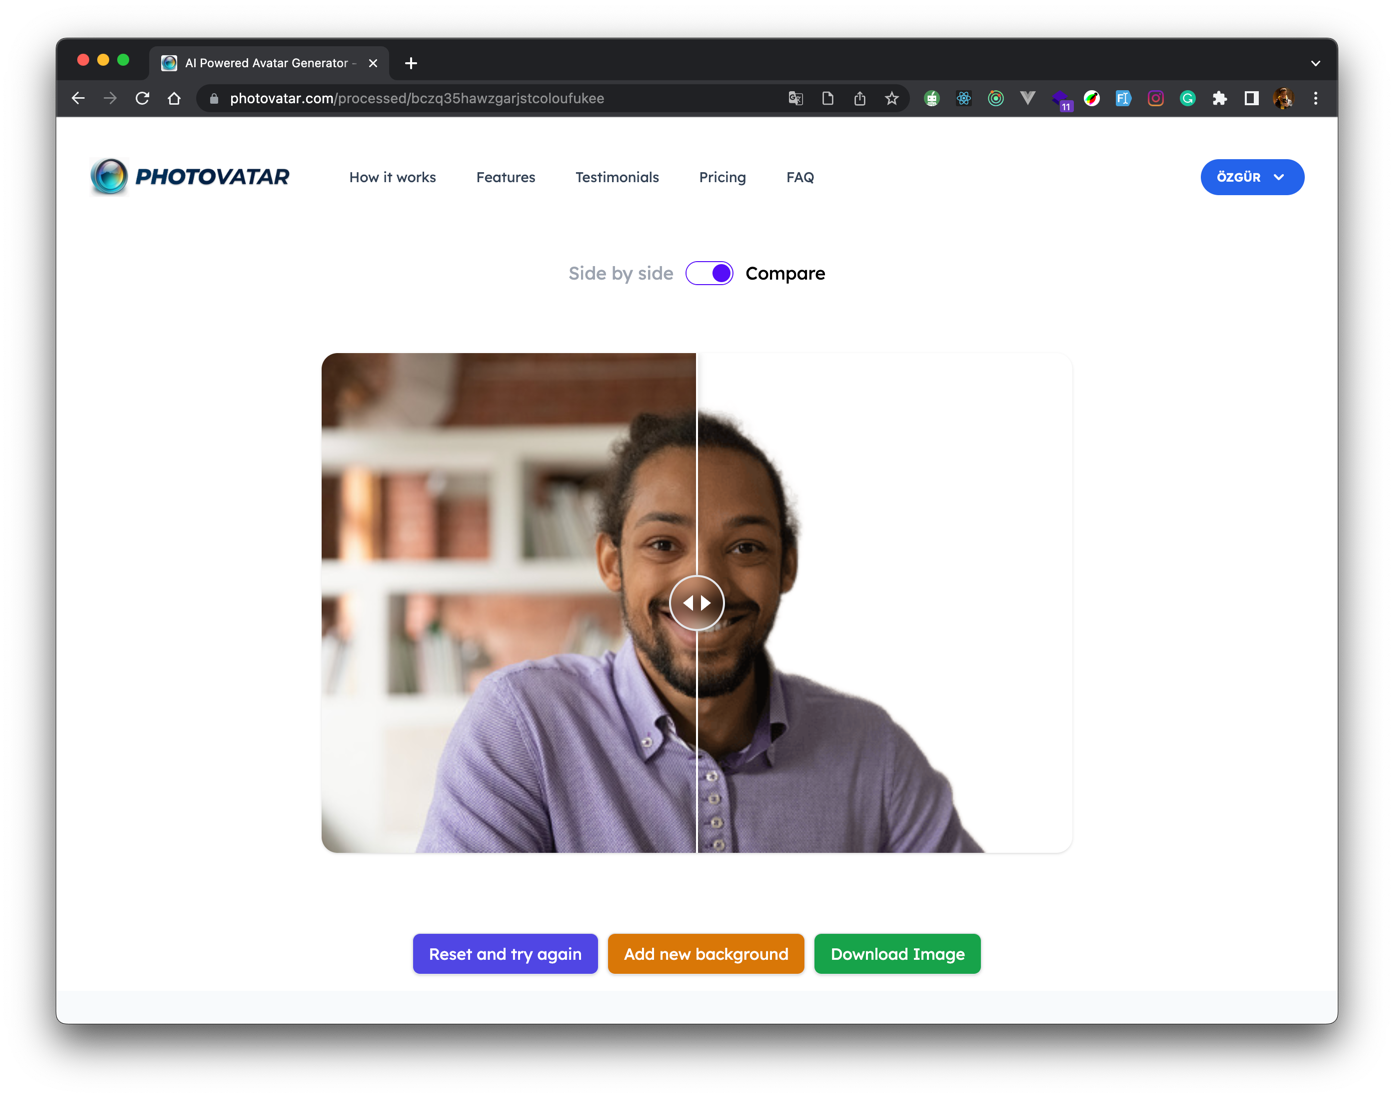 AI Powered Avatar Generator -
photovatar.com/processed/bczq35hawzgarjstcoloufukee
11
PHOTOVATAR
How it works
Features
Testimonials
Pricing
FAQ
ÖZGÜR
Side by side
Compare
Reset and try again
Add new background
Download Image